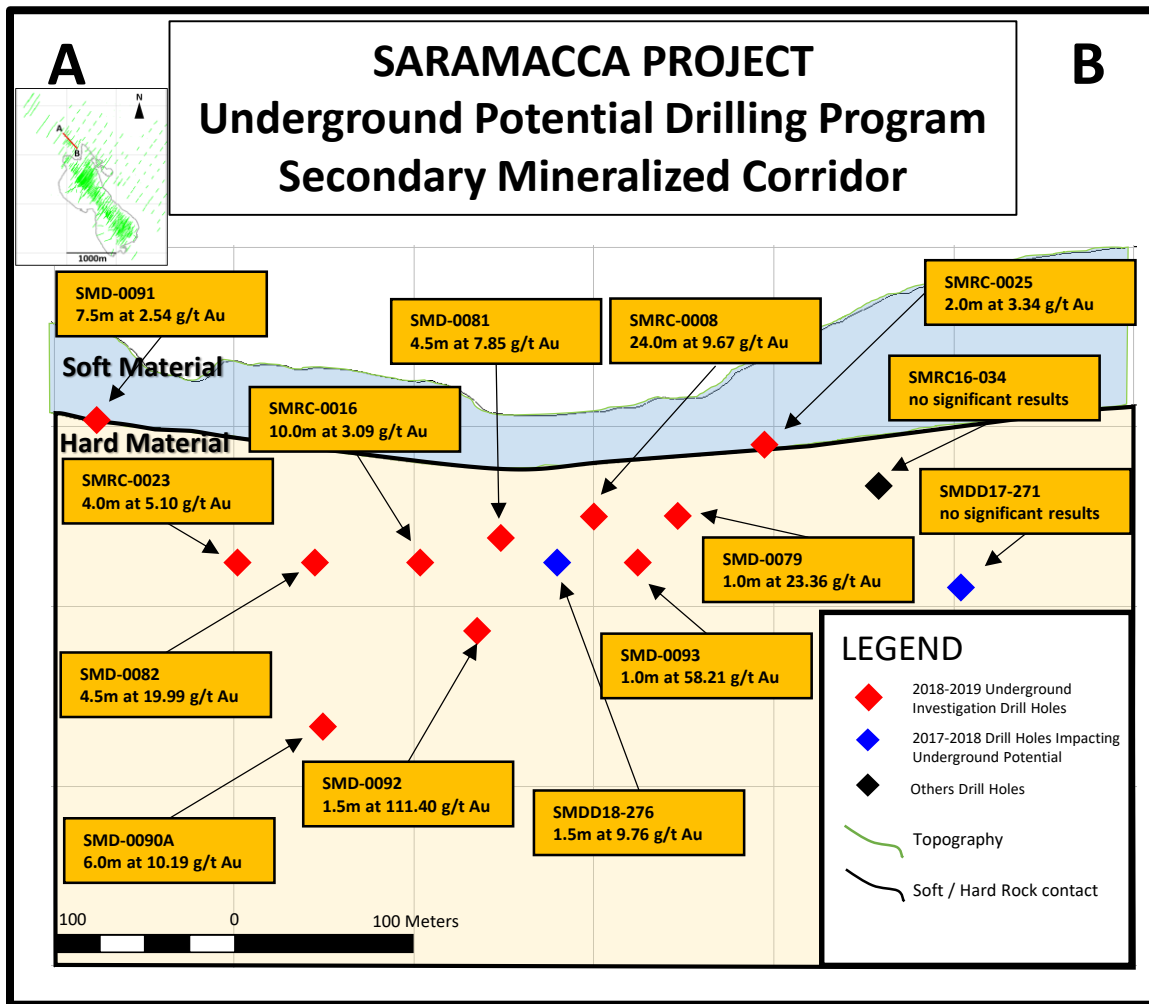 A
SARAMACCA PROJECT
Underground Potential Drilling Program
Secondary Mineralized Corridor
B
N
A
B
1000m
SMD-0091
7.5m at 2.54 g/t Au
SMD-0081
4.5m at 7.85 g/t Au
SMRC-0008
24.0m at 9.67 g/t Au
SMRC-0025
2.0m at 3.34 g/t Au
Soft Material
SMRC16-034
no significant results
SMRC-0016
10.0m at 3.09 g/t Au
Hard Material
SMRC-0023
4.0m at 5.10 g/t Au
SMDD17-271
no significant results
SMD-0079
1.0m at 23.36 g/t Au
SMD-0082
4.5m at 19.99 g/t Au
SMD-0093
1.0m at 58.21 g/t Au
SMD-0092
1.5m at 111.40 g/t Au
SMDD18-276
1.5m at 9.76 g/t Au
SMD-0090A
6.0m at 10.19 g/t Au
LEGEND
2018-2019 Underground
Investigation Drill Holes
2017-2018 Drill Holes Impacting
Underground Potential
Others Drill Holes
Topography
Soft / Hard Rock contact
100 0 100 Meters